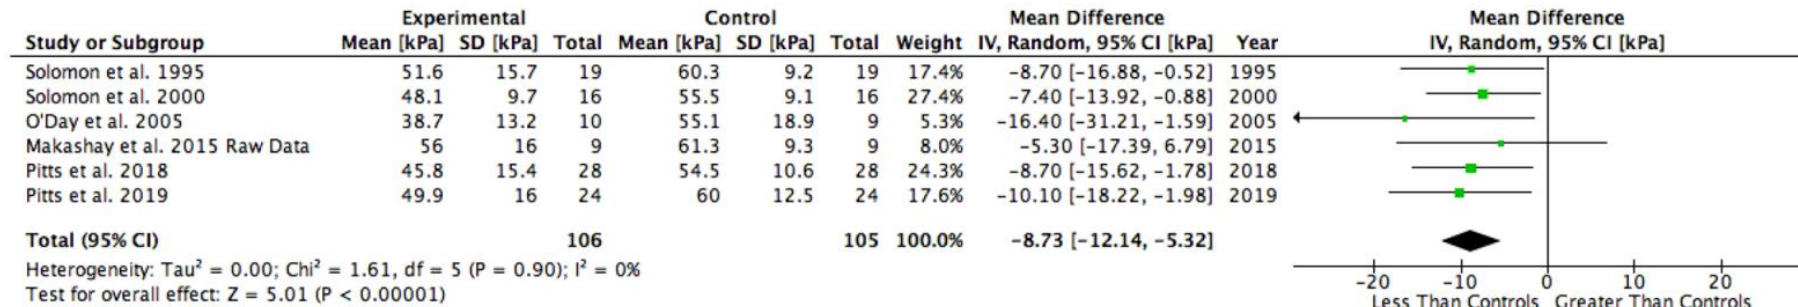 Experimental Control Mean Difference Mean Difference
Study or Subgroup Mean [kPa] SD [kPa] Total Mean [kPa] SD [kPa] Total Weight IV, Random, 95% CI [kPa] Year IV, Random, 95% CI [kPa]
Solomon et al. 1995 51.6 15.7 19 60.3 9.2 19 17.4% -8.70 [-16.88, -0.52] 1995
Solomon et al. 2000 48.1 9.7 16 55.5 9.1 16 27.4% -7.40 [-13.92, -0.88] 2000
O'Day et al. 2005 38.7 13.2 10 55.1 18.9 9 5.3% -16.40 [-31.21, -1.59] 2005
Makashay et al. 2015 Raw Data 56 16 9 61.3 9.3 9 8.0% -5.30 [-17.39, 6.79] 2015
Pitts et al. 2018 45.8 15.4 28 54.5 10.6 28 24.3% -8.70 [-15.62, -1.78] 2018
Pitts et al. 2019 49.9 16 24 60 12.5 24 17.6% -10.10 [-18.22, -1.98] 2019
Total (95% CI) 106 105 100.0% -8.73 [-12.14, -5.32]
Heterogeneity: Tau² = 0.00; Chi² = 1.61, df = 5 (P = 0.90); I² = 0%
Test for overall effect: Z = 5.01 (P < 0.00001)
-20 -10 0 10 20
Less Than Controls Greater Than Controls